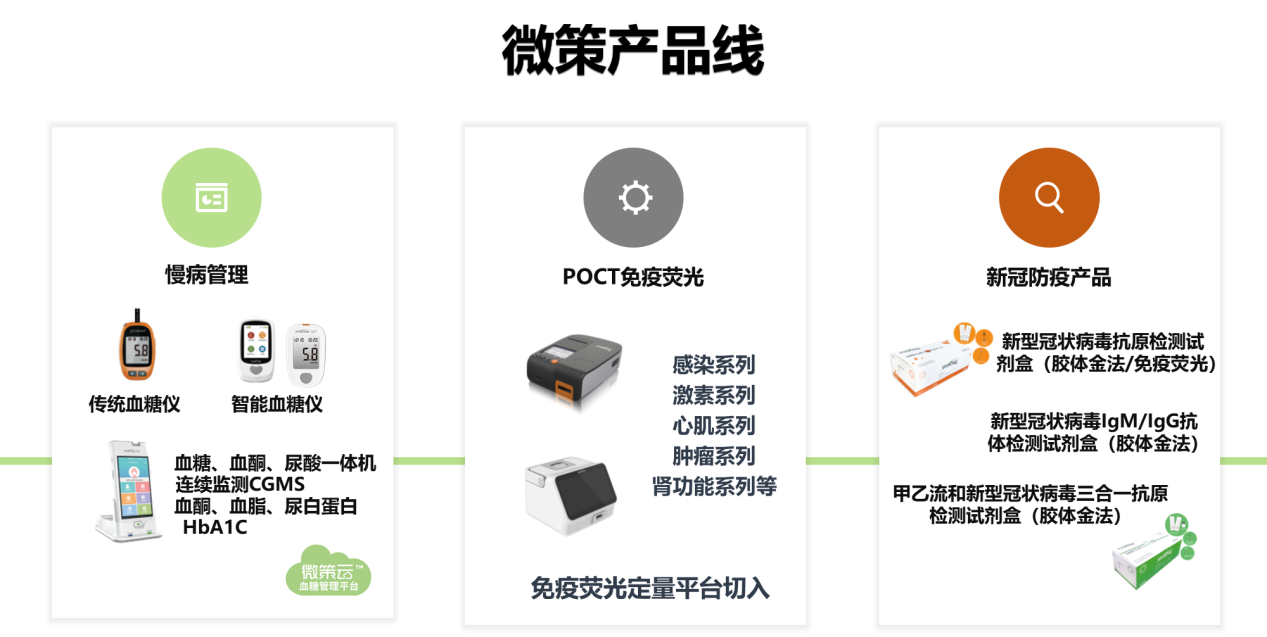 微策产品线
慢病管理
5.8
传统血糖仪
5.8
智能血糖仪
血糖、血酮、尿酸一体机
连续监测CGMS
血酮、血脂、尿白蛋白
HbA1C
微策云™
血糖管理平台
POCT免疫荧光
感染系列
激素系列
心肌系列
肿瘤系列
肾功能系列等
免疫荧光定量平台切入
新冠防疫产品
新型冠状病毒抗原检测试
剂盒（胶体金法/免疫荧光）
新型冠状病毒IgM/IgG抗
体检测试剂盒（胶体金法）
甲乙流和新型冠状病毒三合一抗原
检测试剂盒（胶体金法）